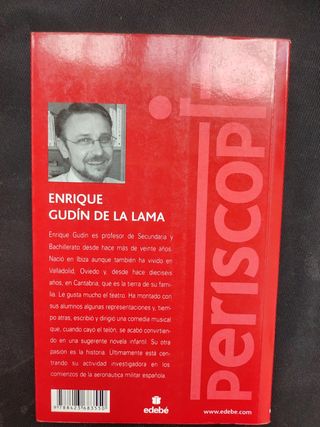 ENRIQUE
GUDÍN DE LA LAMA
Enrique Gudín es profesor de Secundaria y
Bachillerato desde hace más de veinte años.
Nació en Ibiza aunque también ha vivido en
Valladolid, Oviedo y, desde hace dieciséis
años, en Cantabria, que es la tierra de su fami-
lia. Le gusta mucho el teatro. Ha montado con
sus alumnos algunas representaciones y, tiem-
po atras, escribió y dirigió una comedia musical
que, cuando cayó el telón, se acabó convirtien-
do en una sugerente novela infantil. Su otra
pasión es la historia. Últimamente está cen-
trando su actividad investigadora en los
comienzos de la aeronáutica militar española.
9788423683550
edebé
www.edebe.com
periscopi